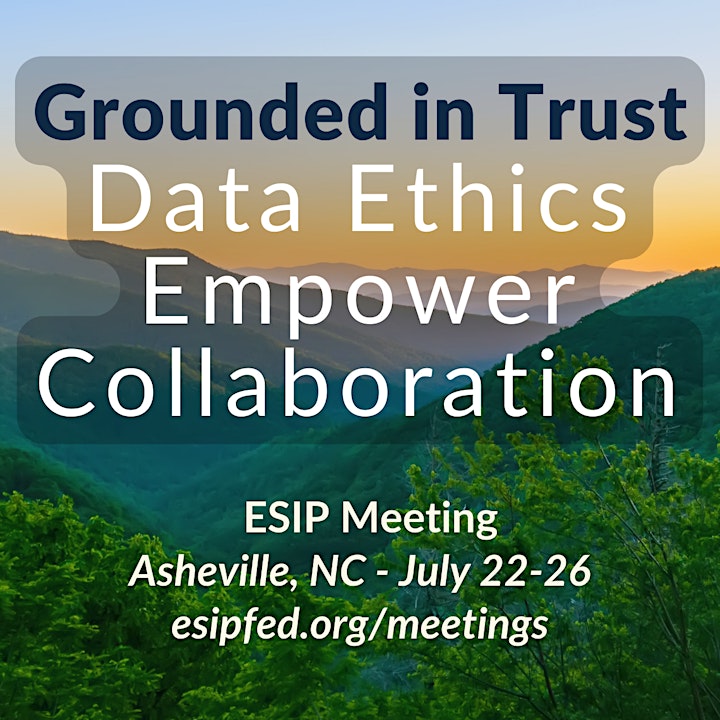 Grounded in Trust
Data Ethics
Empower
Collaboration
ESIP Meeting
Asheville, NC - July 22-26
esipfed.org/meetings